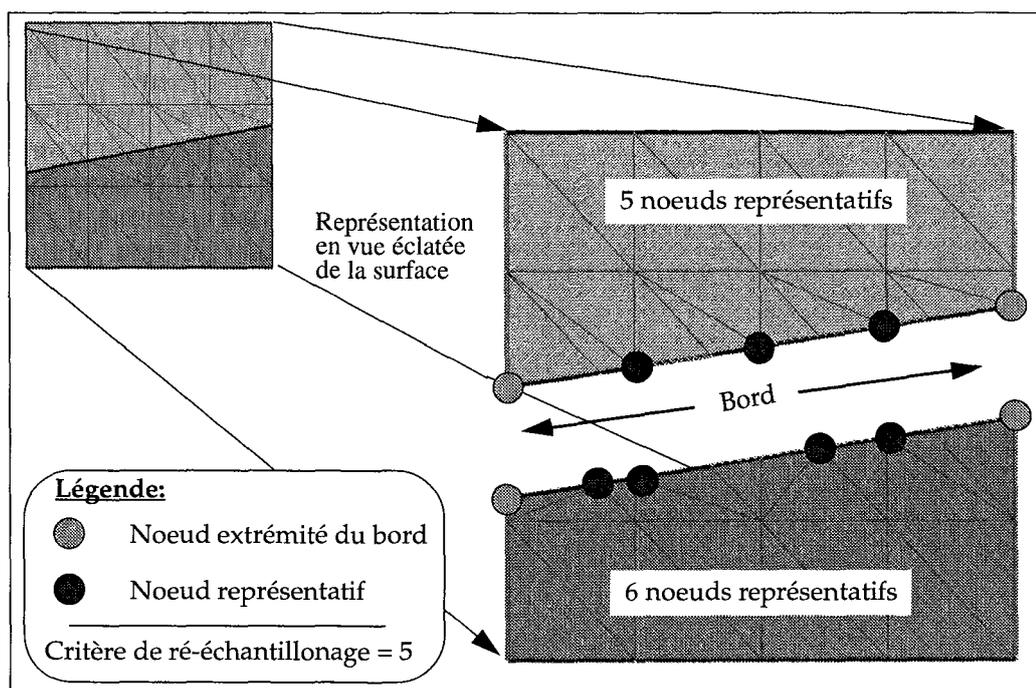 5 noeuds représentatifs
Représentation
en vue éclatée
de la surface
Bord
Légende:
Noeud extrémité du bord
Noeud représentatif
Critère de ré-échantillonage = 5
6 noeuds représentatifs